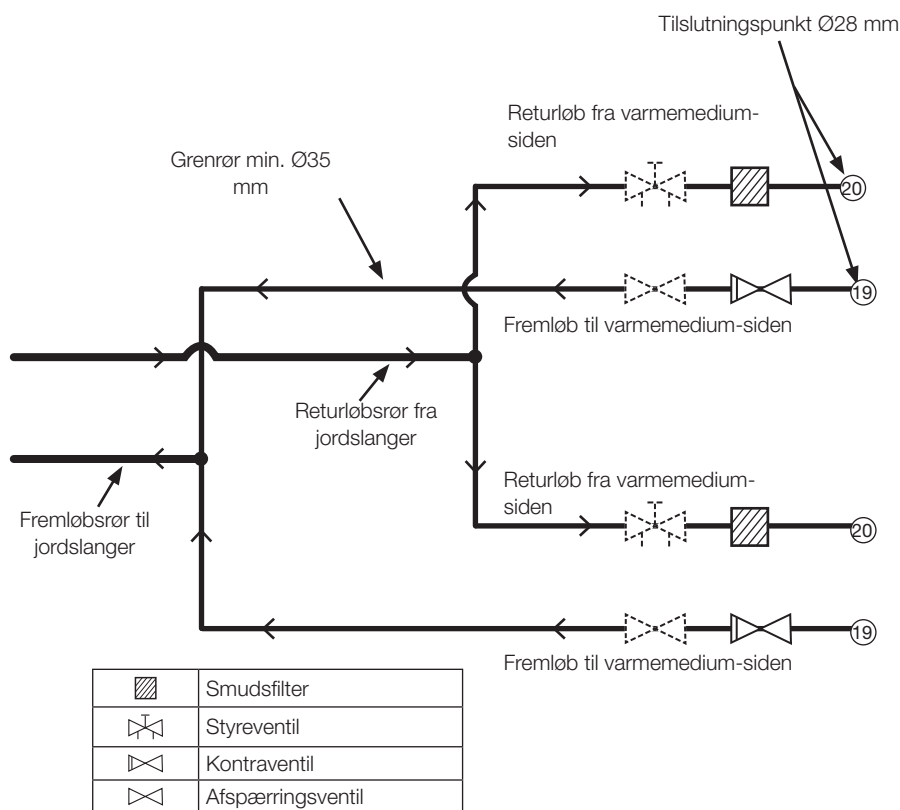 Tilslutningspunkt Ø28 mm
Returløb fra varmemedium-
siden
Grenrør min. Ø35
mm
20
19
Fremløb til varmemedium-siden
Returløbsrør fra
jordslanger
Returløb fra varmemedium-
siden
Fremløbsrør til
jordslanger
20
19
Fremløb til varmemedium-siden
Smudsfilter
Styreventil
Kontraventil
Afspærringsventil